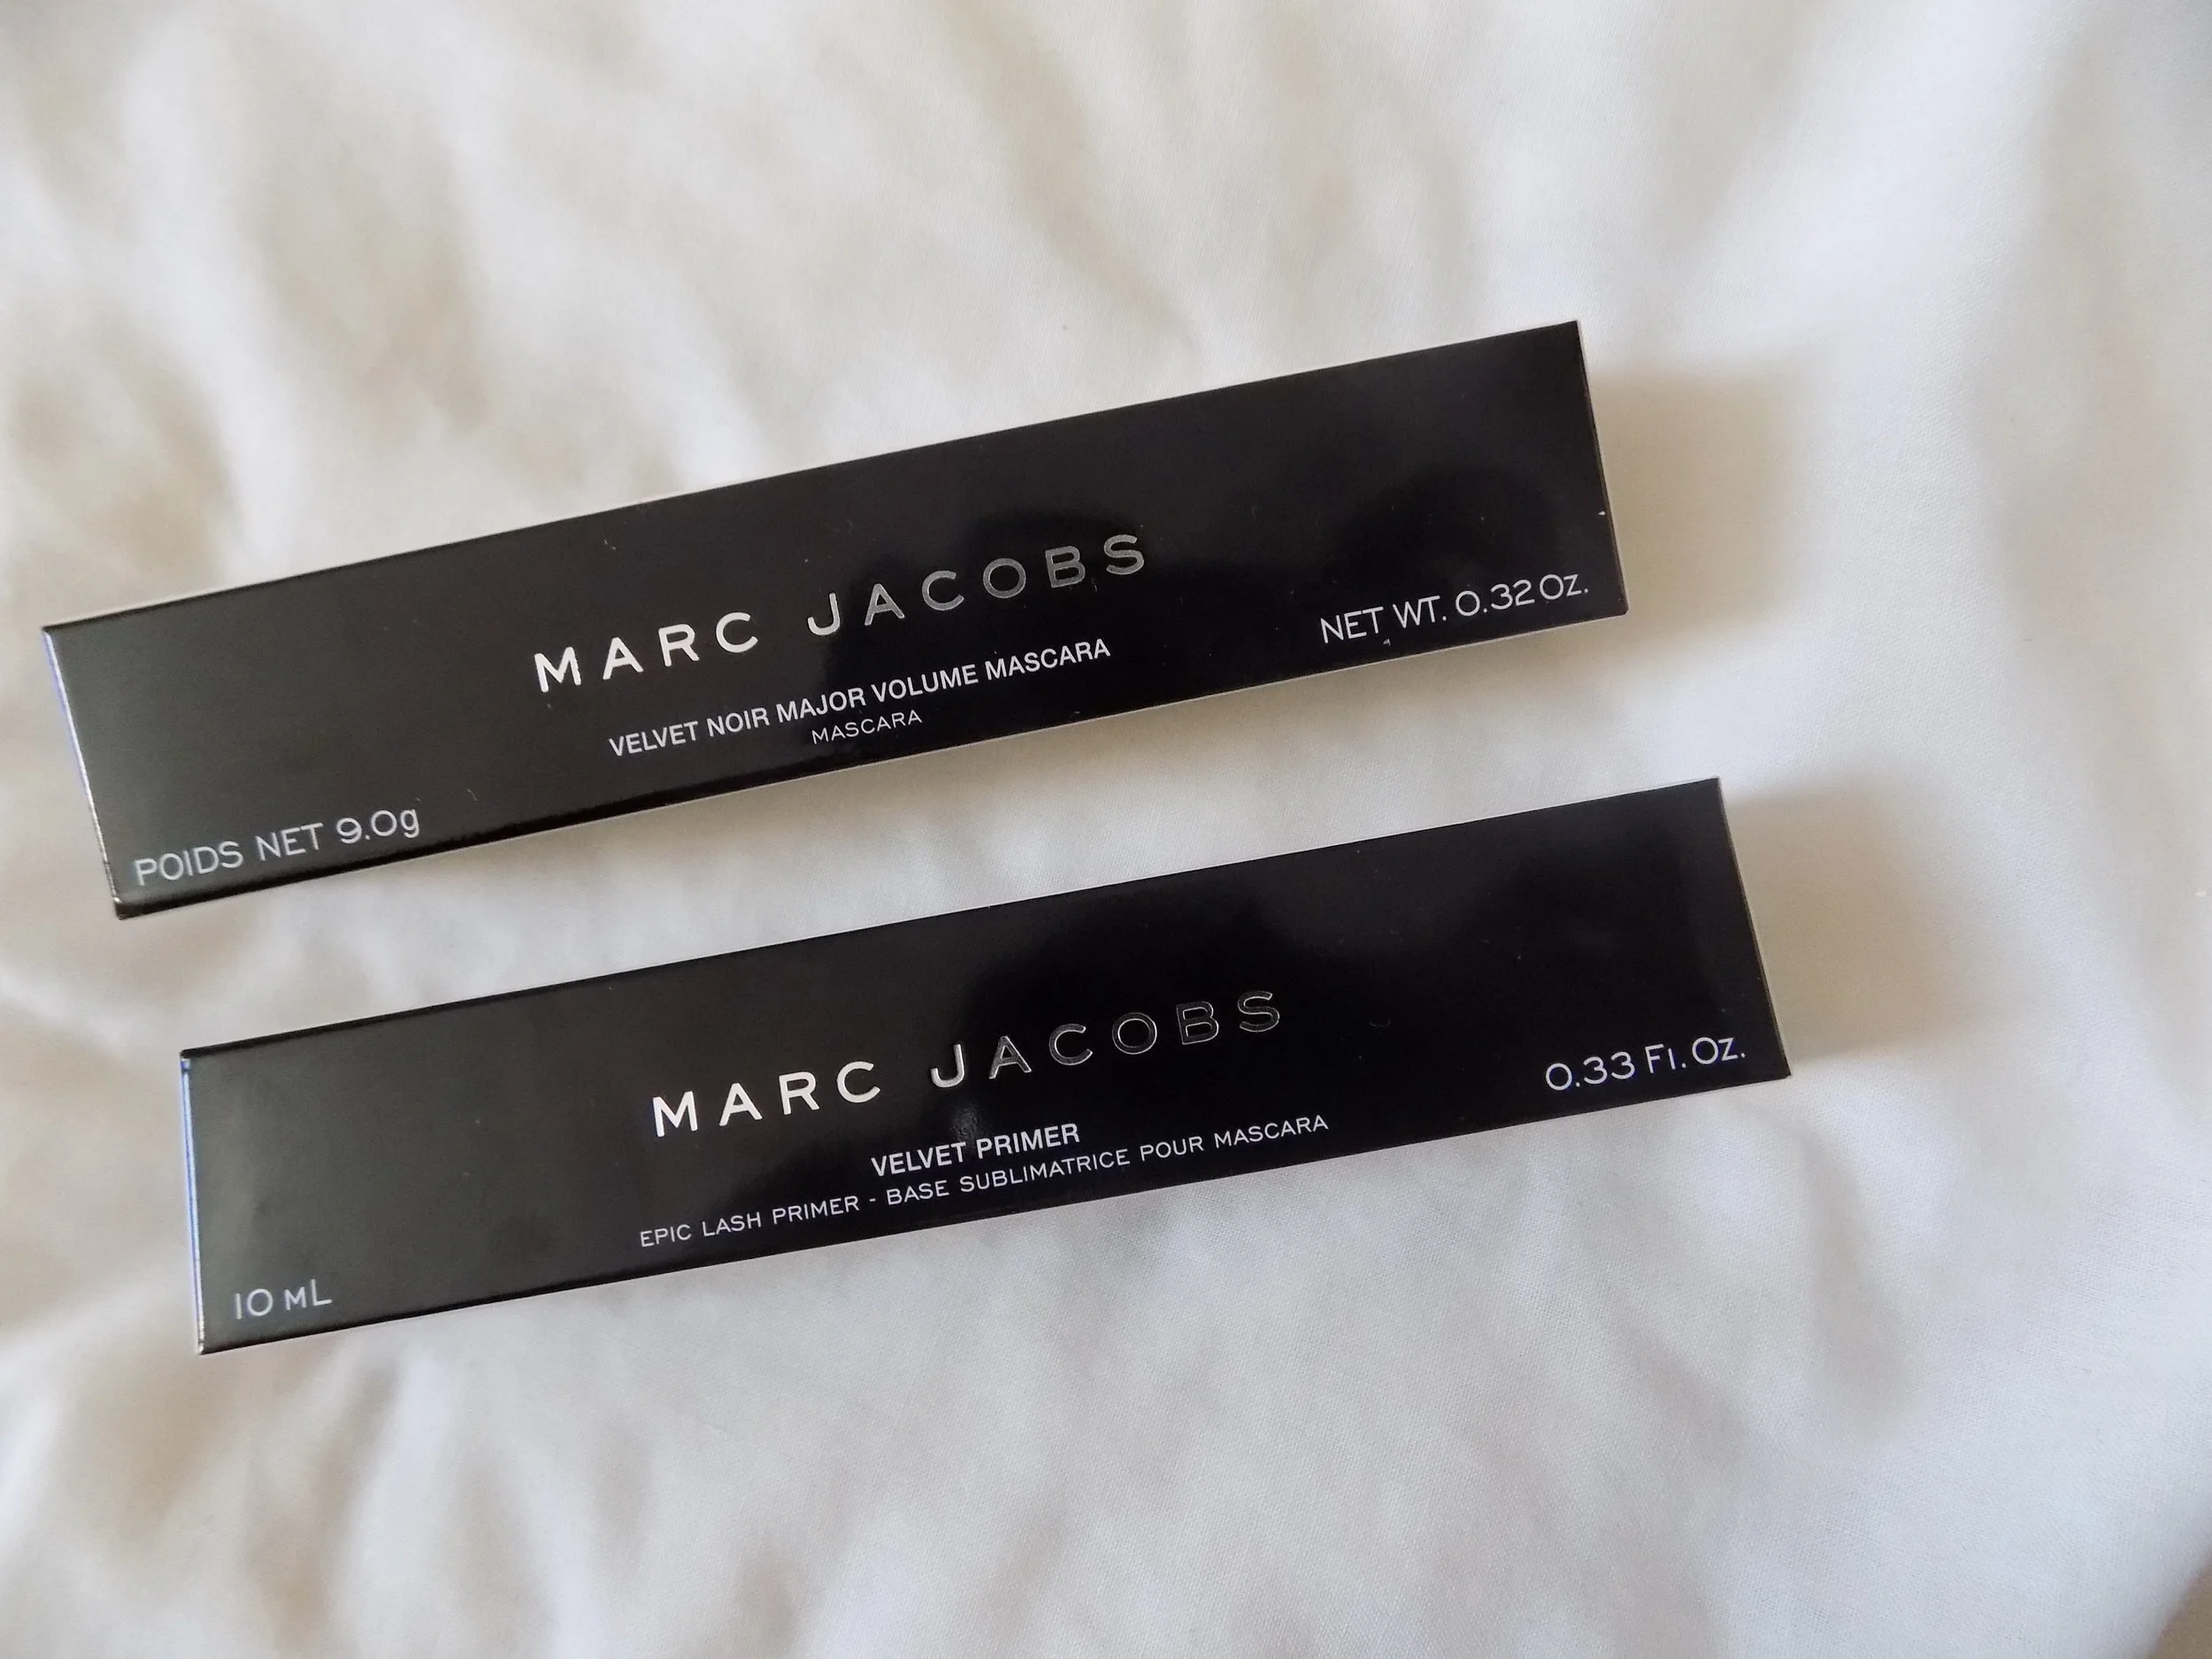 MARC JACOBS
VELVET NOIR MAJOR VOLUME MASCARA
MASCARA
POIDS NET 9.0g
NET WT. 0.32 Oz.
MARC JACOBS
VELVET PRIMER
EPIC LASH PRIMER - BASE SUBLIMATRICE POUR MASCARA
10 mL
0.33 Fl. Oz.